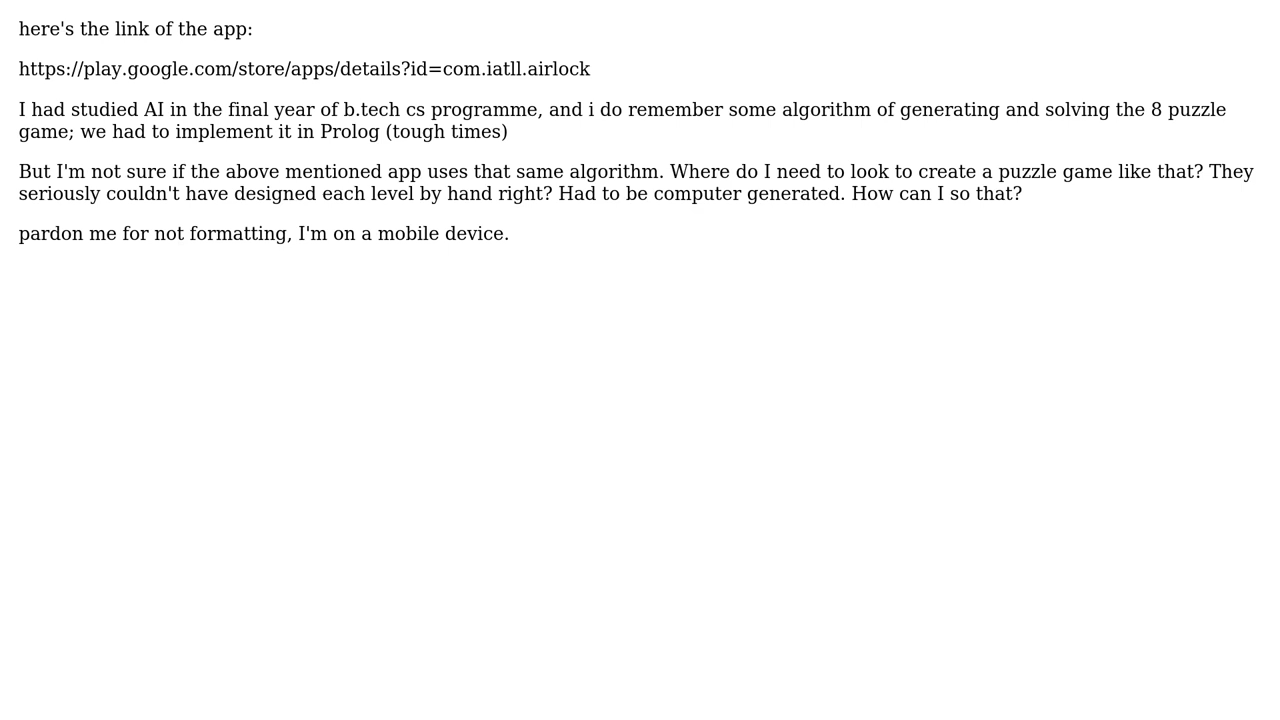 here's the link of the app:
https://play.google.com/store/apps/details?id=com.iatll.airlock
I had studied AI in the final year of b.tech cs programme, and i do remember some algorithm of generating and solving the 8 puzzle
game; we had to implement it in Prolog (tough times)
But I'm not sure if the above mentioned app uses that same algorithm. Where do I need to look to create a puzzle game like that? They
seriously couldn't have designed each level by hand right? Had to be computer generated. How can I so that?
pardon me for not formatting, I'm on a mobile device.